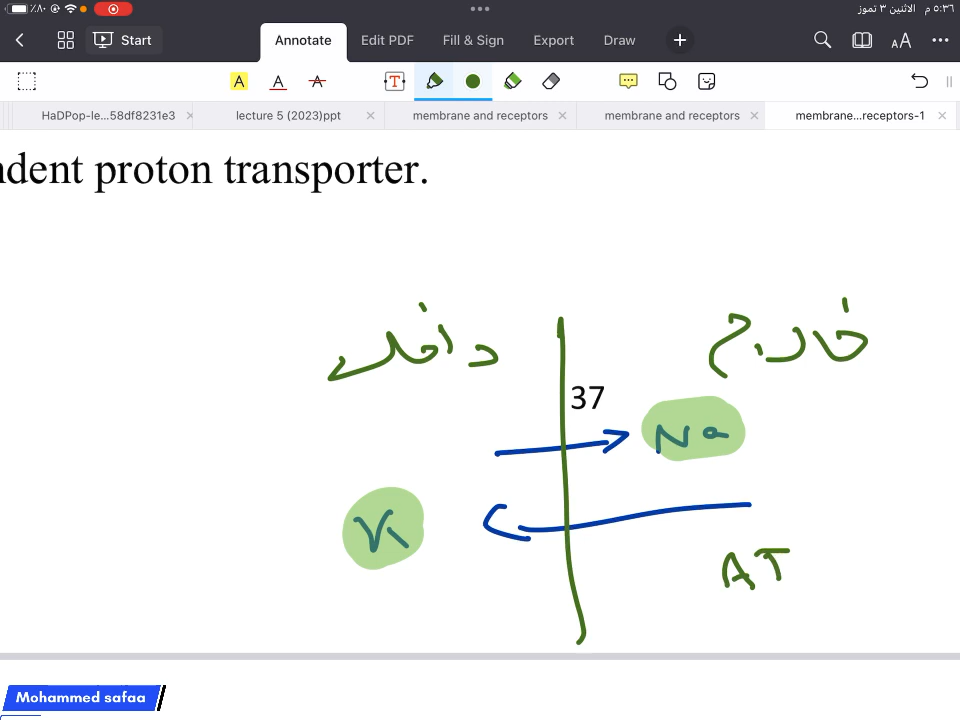 ٪٨٠ الاثنين ٣ تموز ٥:٣٦ م
Start Annotate Edit PDF Fill & Sign Export Draw
A A A T AA
HaDPop-le...58df8231e3 lecture 5 (2023)ppt membrane and receptors membrane and receptors membrane...receptors-1
ndent proton transporter.
داخل خارج
37
Na
K
AT
Mohammed safaa